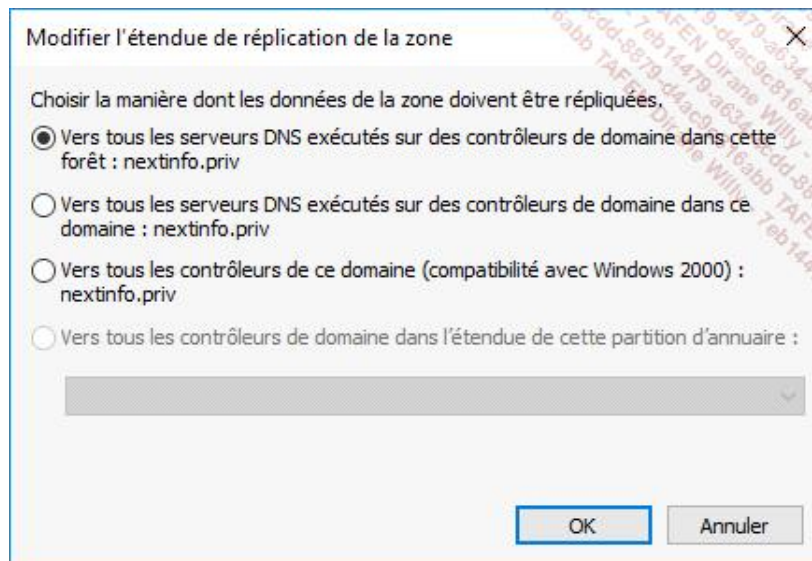 Modifier l'étendue de réplication de la zone
Choisir la manière dont les données de la zone doivent être répliquées.
Vers tous les serveurs DNS exécutés sur des contrôleurs de domaine dans cette
forêt : nextinfo.priv
Vers tous les serveurs DNS exécutés sur des contrôleurs de domaine dans ce
domaine : nextinfo.priv
Vers tous les contrôleurs de ce domaine (compatibilité avec Windows 2000) :
nextinfo.priv
Vers tous les contrôleurs de domaine dans l'étendue de cette partition d'annuaire :
OK
Annuler